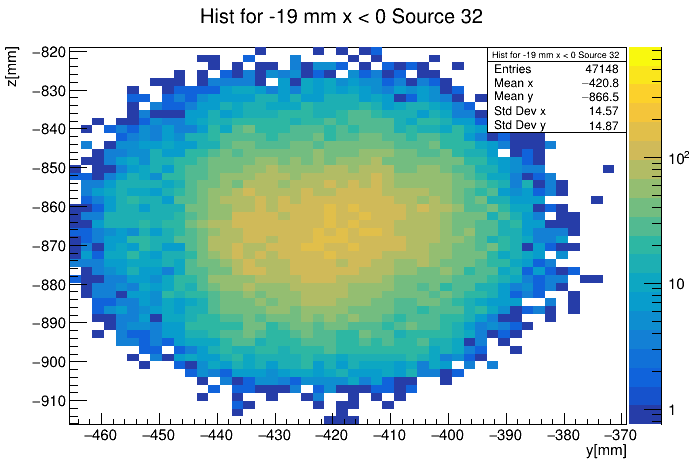 Hist for -19 mm x < 0 Source 32
z[mm]
−820
−830
−840
−850
−860
−870
−880
−890
−900
−910
Hist for -19 mm x < 0 Source 32
Entries 47148
Mean x −420.8
Mean y −866.5
Std Dev x 14.57
Std Dev y 14.87
10²
10
1
−460 −450 −440 −430 −420 −410 −400 −390 −380 −370
y[mm]